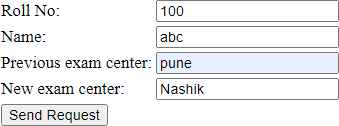 Roll No: 100
Name: abc
Previous exam center: pune
New exam center: Nashik
Send Request